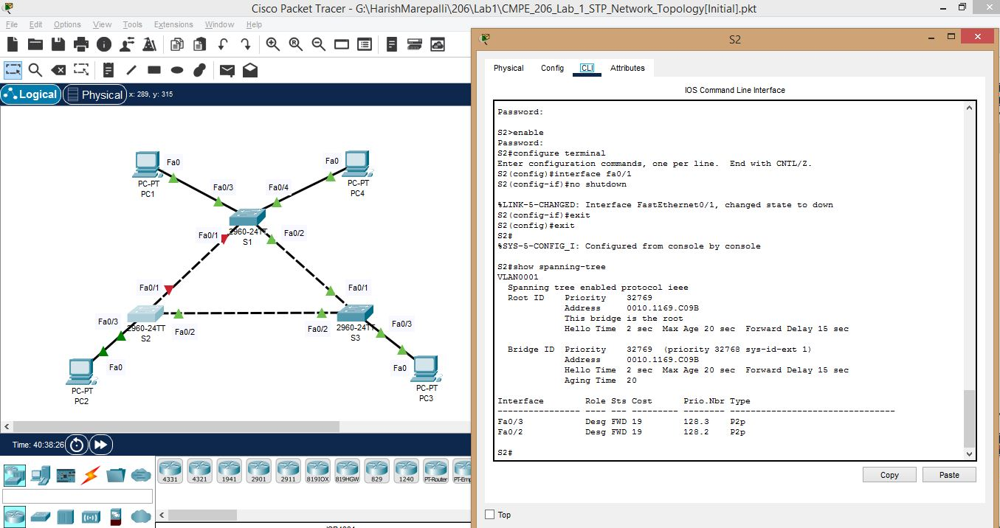 Cisco Packet Tracer - G:\HarishMarepalli\206\Lab1\CMPE_206_Lab_1_STP_Network_Topology[Initial].pkt
File Edit Options View Tools Extensions Window Help
Logical Physical x: 289, y: 315
Fa0
PC-PT
PC1
Fa0/3
Fa0
PC-PT
PC4
Fa0/4
Fa0/1
2960-24TT
S1
Fa0/2
Fa0/1
Fa0/3
2960-24TT
S2
Fa0/2
Fa0/1
Fa0/2
2960-24TT
S3
Fa0/3
Fa0
PC-PT
PC2
Fa0
PC-PT
PC3
Time: 40:38:26
4331 4321 1941 2901 2911 819IOX 819HGW 829 1240 PT-Router
S2
Physical Config CLI Attributes
IOS Command Line Interface
Password:
S2>enable
Password:
S2#configure terminal
Enter configuration commands, one per line.  End with CNTL/Z.
S2(config)#interface fa0/1
S2(config-if)#no shutdown
%LINK-5-CHANGED: Interface FastEthernet0/1, changed state to down
S2(config-if)#exit
S2(config)#exit
S2#
%SYS-5-CONFIG_I: Configured from console by console
S2#show spanning-tree
VLAN0001
  Spanning tree enabled protocol ieee
  Root ID    Priority    32769
             Address     0010.1169.C09B
             This bridge is the root
             Hello Time  2 sec  Max Age 20 sec  Forward Delay 15 sec
  Bridge ID  Priority    32769  (priority 32768 sys-id-ext 1)
             Address     0010.1169.C09B
             Hello Time  2 sec  Max Age 20 sec  Forward Delay 15 sec
             Aging Time  20
Interface        Role Sts Cost      Prio.Nbr Type
---------------- ---- --- --------- -------- --------------------------------
Fa0/3            Desg FWD 19        128.3    P2p
Fa0/2            Desg FWD 19        128.2    P2p
S2#
Copy Paste
Top